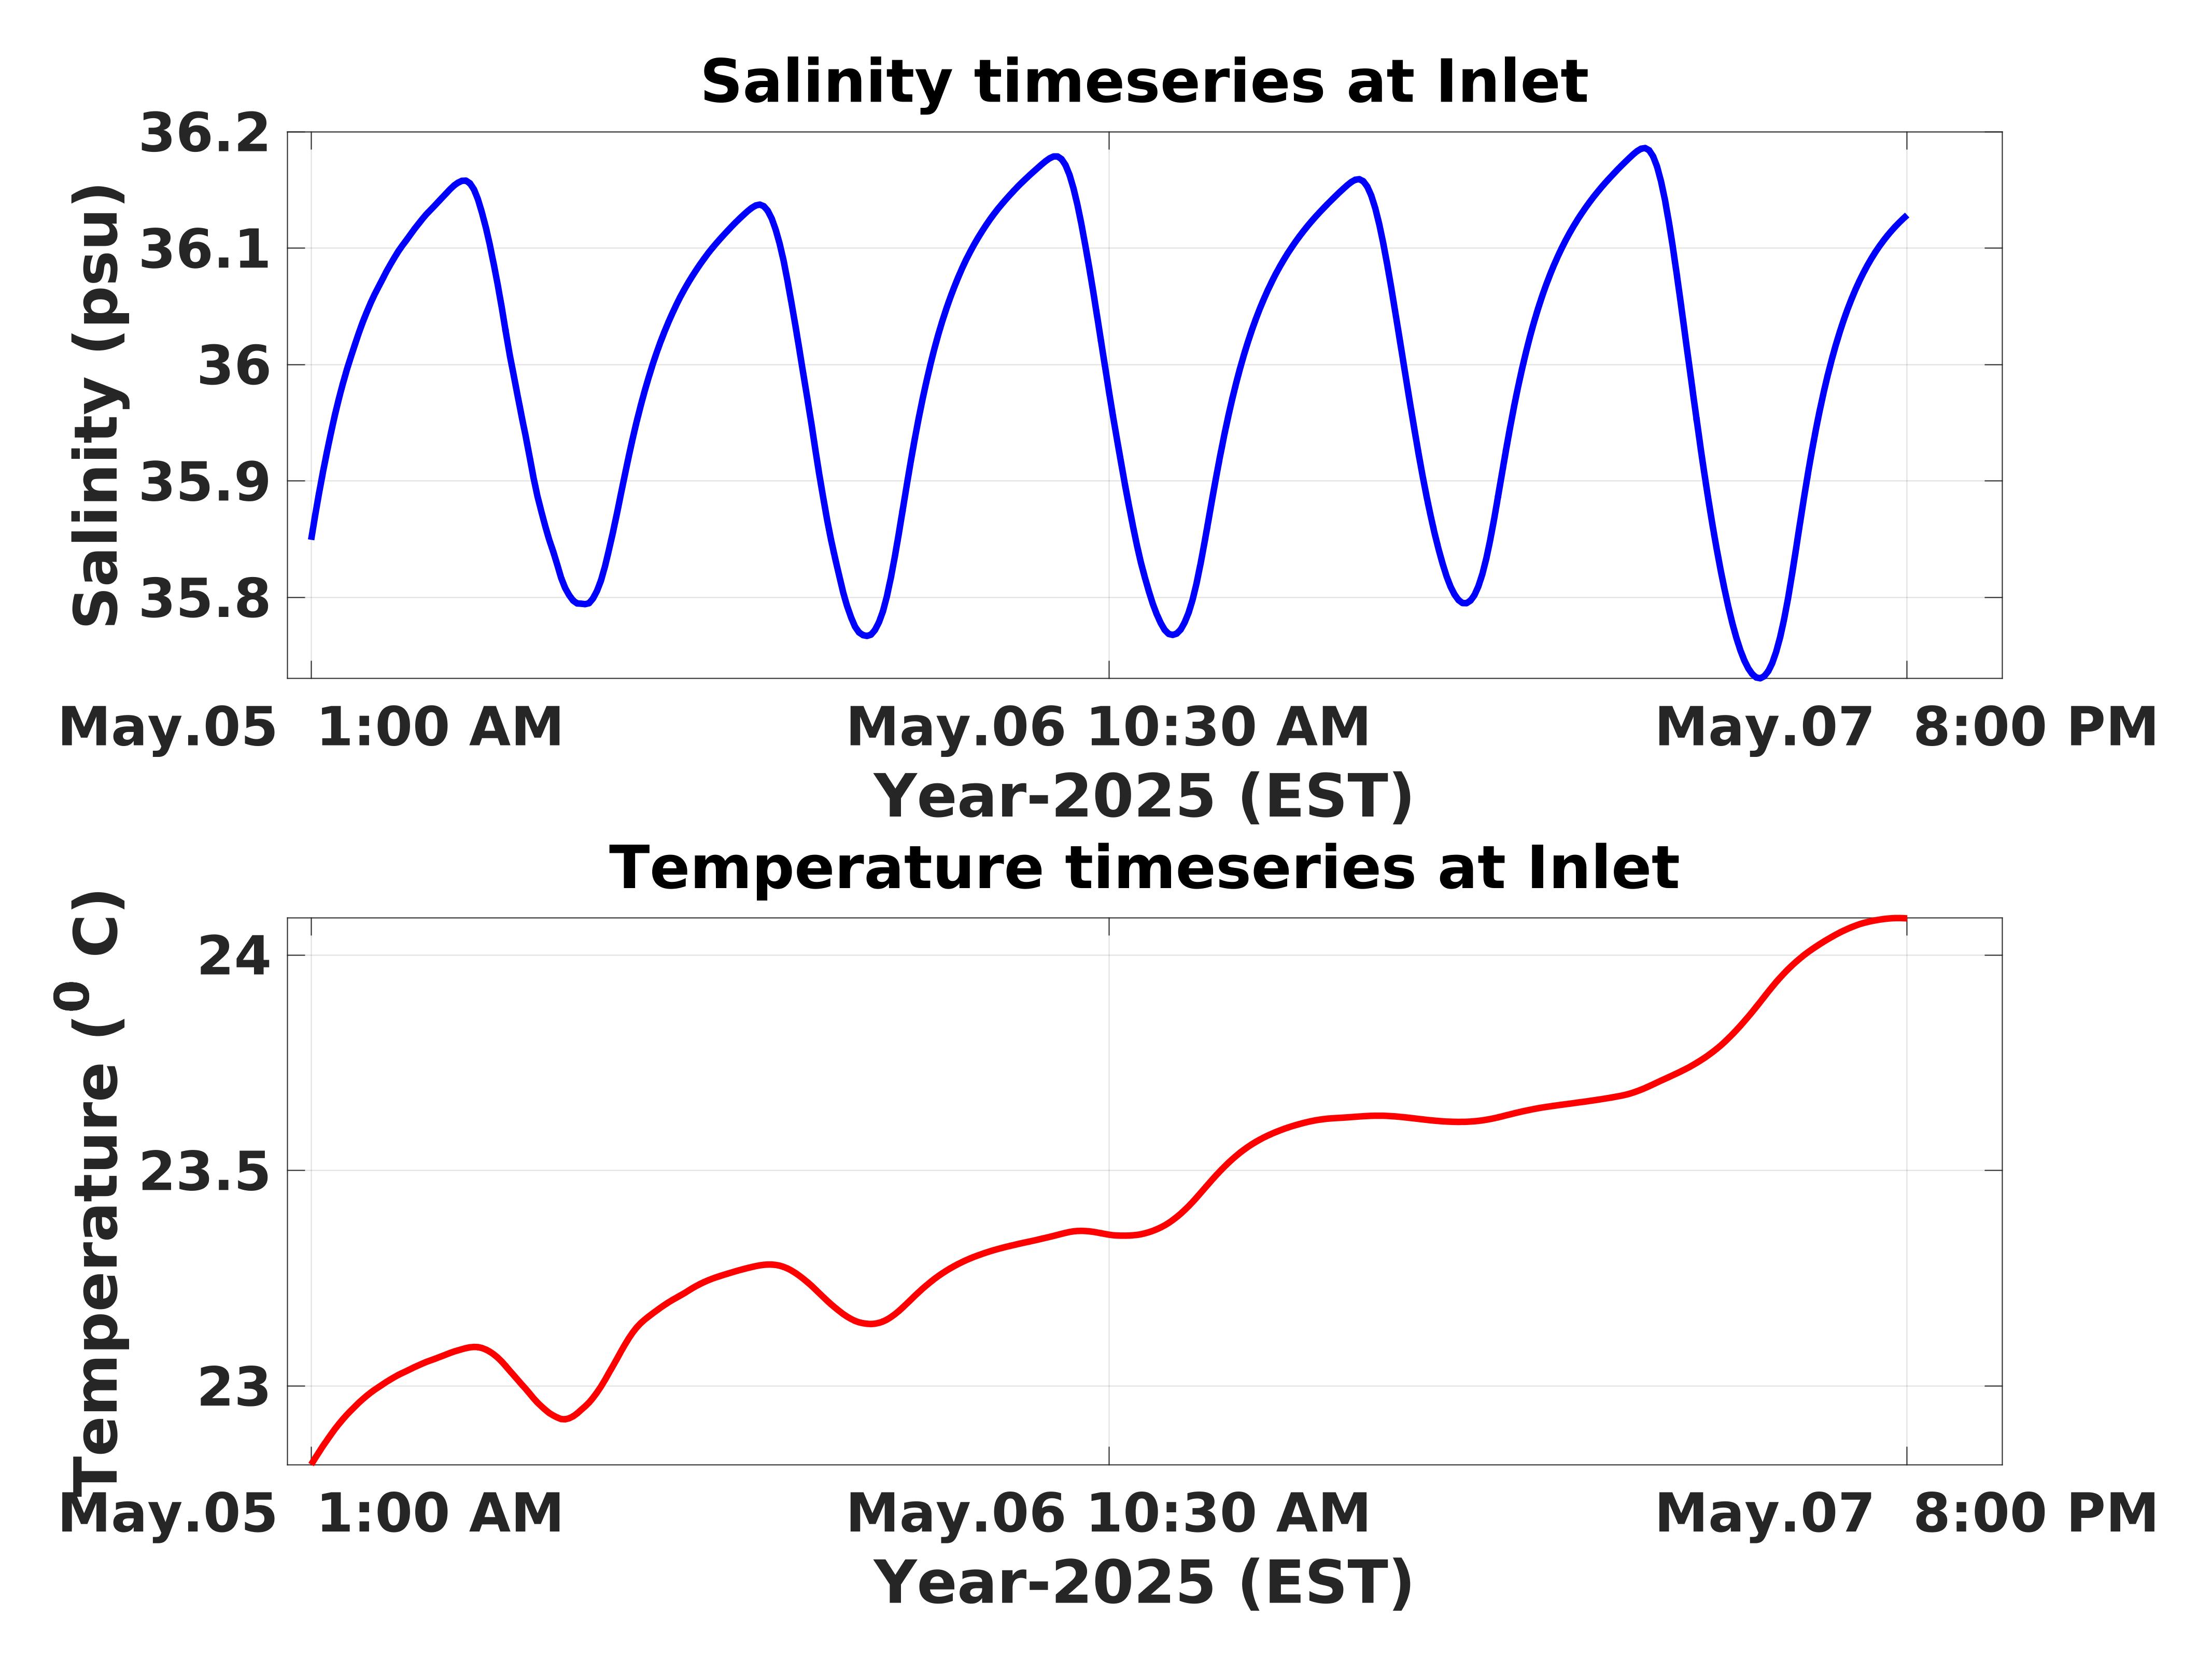 Salinity timeseries at Inlet
Salinity (psu)
36.2
36.1
36
35.9
35.8
May.05 1:00 AM
May.06 10:30 AM
May.07 8:00 PM
Year-2025 (EST)
Temperature timeseries at Inlet
Temperature (⁰ C)
24
23.5
23
May.05 1:00 AM
May.06 10:30 AM
May.07 8:00 PM
Year-2025 (EST)